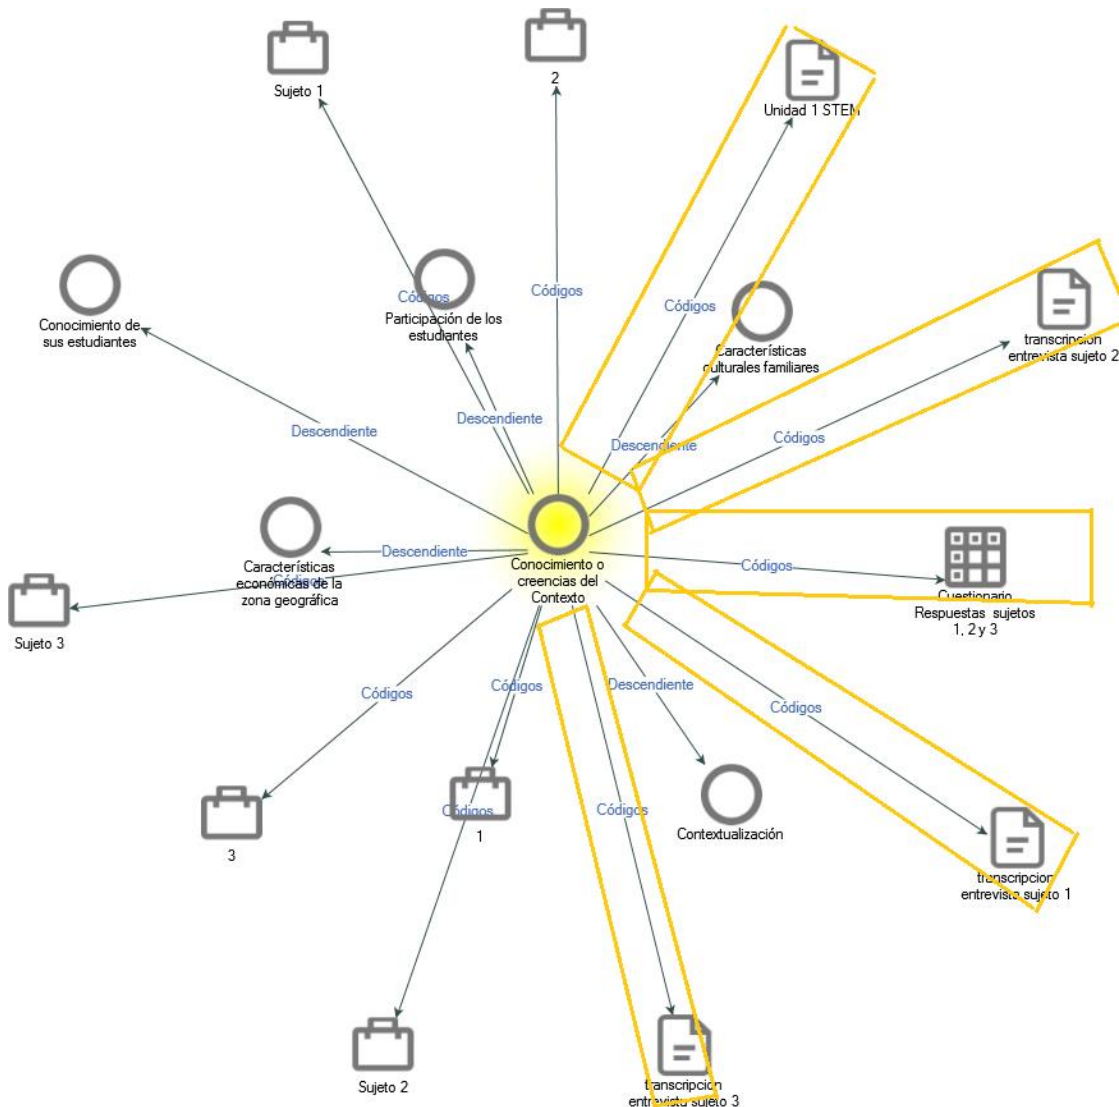 Sujeto 1
2
Unidad 1 STEM
Códigos
Conocimiento de
sus estudiantes
Códigos
Participación de los
estudiantes
Códigos
Características
culturales familiares
transcripcion
entrevista sujeto 2
Descendiente
Descendiente
Descendiente
Códigos
Características
económicas de la
zona geográfica
Descendiente
Códigos
Conocimiento o
creencias del
Contexto
Códigos
Cuestionario
Respuestas sujetos
1, 2 y 3
Sujeto 3
Códigos
Códigos
Descendiente
Códigos
3
Códigos
1
Códigos
Contextualización
transcripcion
entrevista sujeto 1
Sujeto 2
transcripcion
entrevista sujeto 3